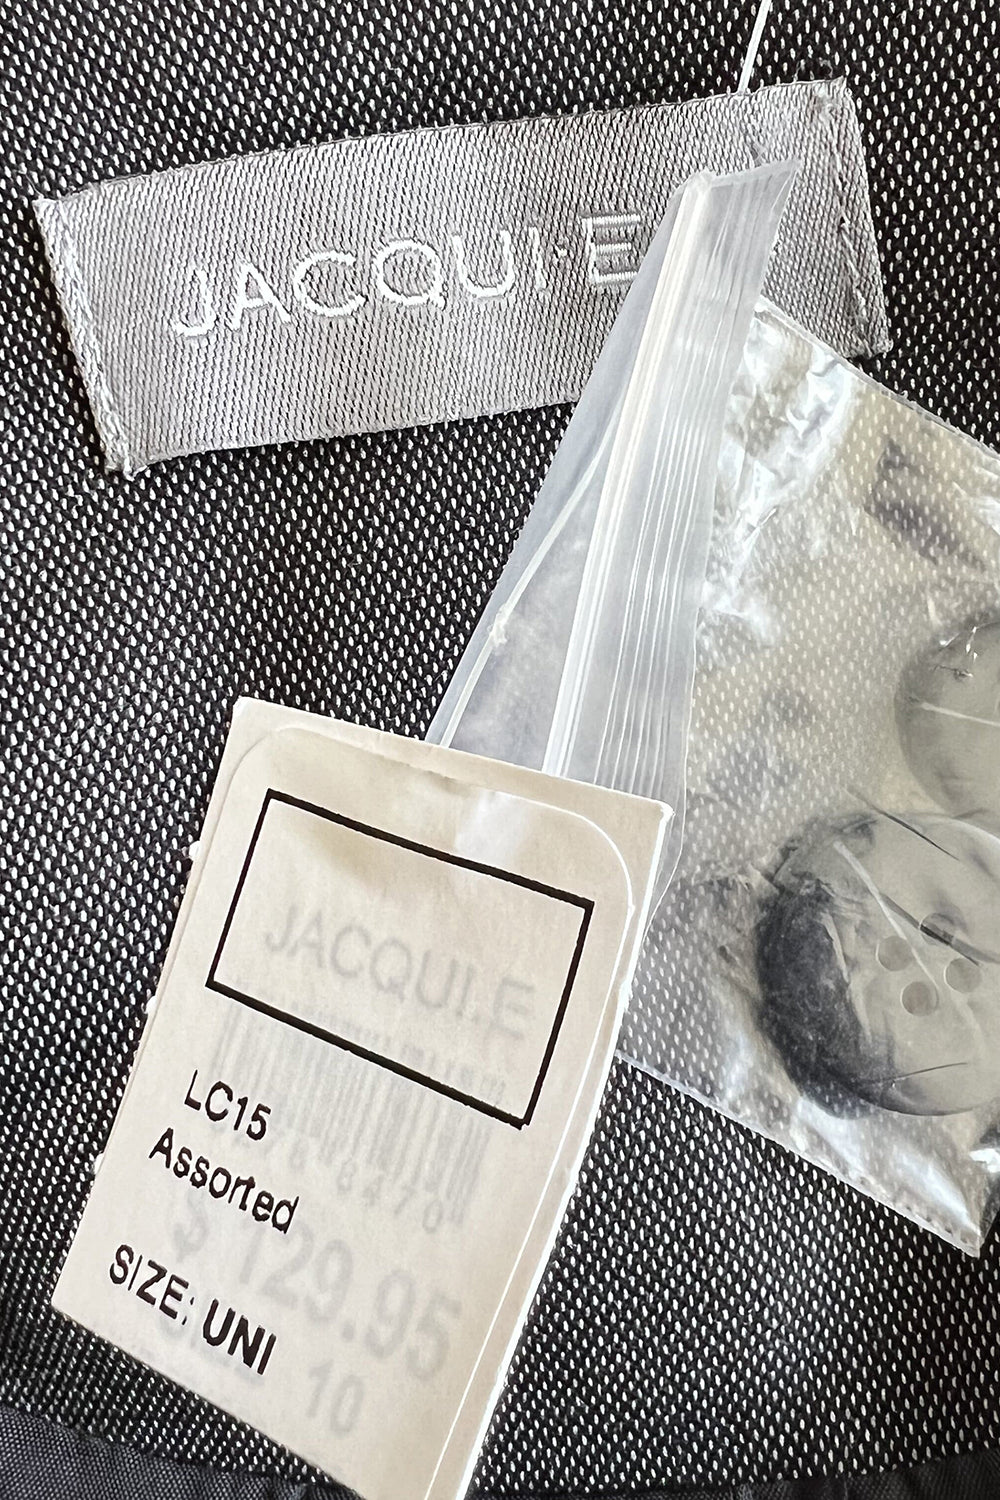 JACQUI·E
JACQUI.E
LC15
Assorted
$129.95
SIZE: UNI
10